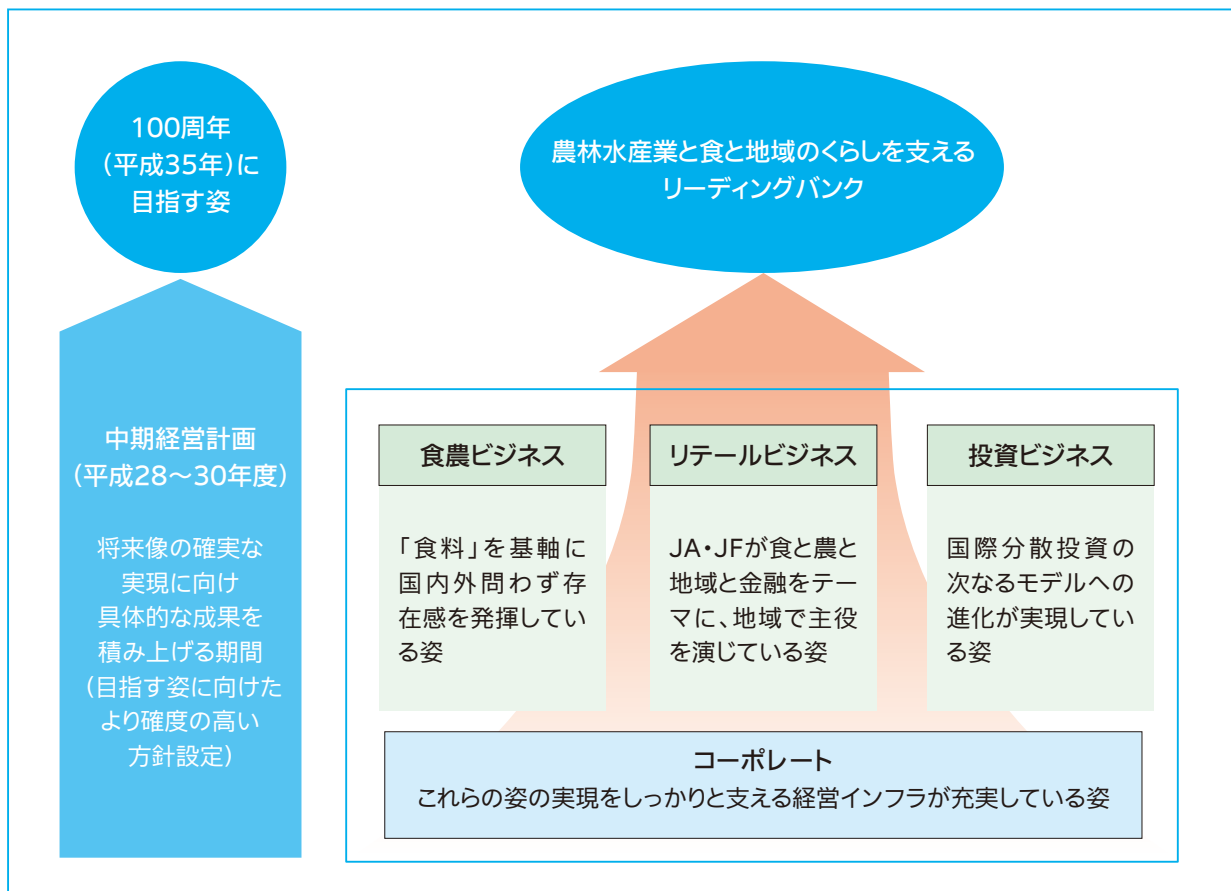 100周年
(平成35年)に
目指す姿
農林水産業と食と地域のくらしを支える
リーディングバンク
中期経営計画
(平成28〜30年度)
将来像の確実な
実現に向け
具体的な成果を
積み上げる期間
(目指す姿に向けた
より確度の高い
方針設定)
食農ビジネス
「食料」を基軸に
国内外問わず存
在感を発揮してい
る姿
リテールビジネス
JA・JFが食と農と
地域と金融をテー
マに、地域で主役
を演じている姿
投資ビジネス
国際分散投資の
次なるモデルへの
進化が実現してい
る姿
コーポレート
これらの姿の実現をしっかりと支える経営インフラが充実している姿